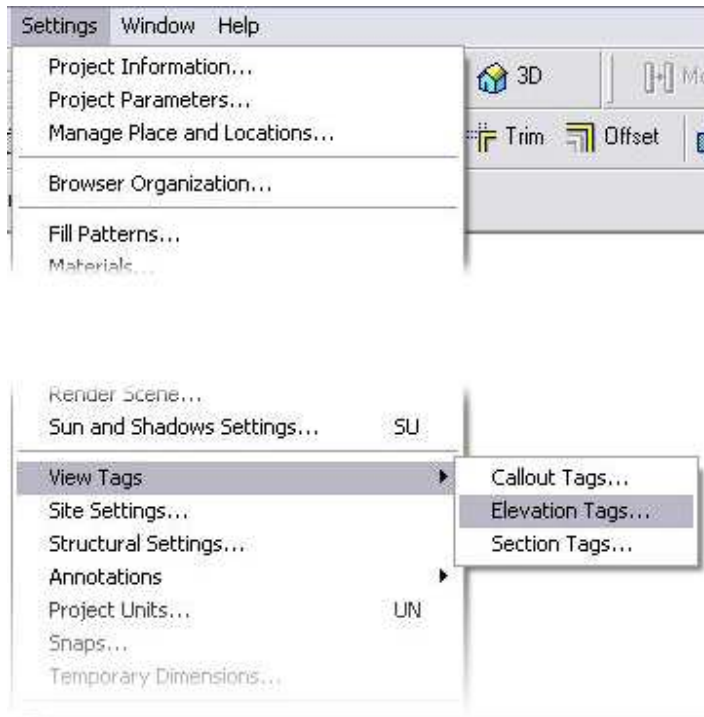 Settings Window Help
Project Information...
Project Parameters...
Manage Place and Locations...
Browser Organization...
Fill Patterns...
Materials...
3D
Trim Offset
Render Scene...
Sun and Shadows Settings... SU
View Tags
Site Settings...
Structural Settings...
Annotations
Project Units... UN
Snaps...
Temporary Dimensions...
Callout Tags...
Elevation Tags...
Section Tags...